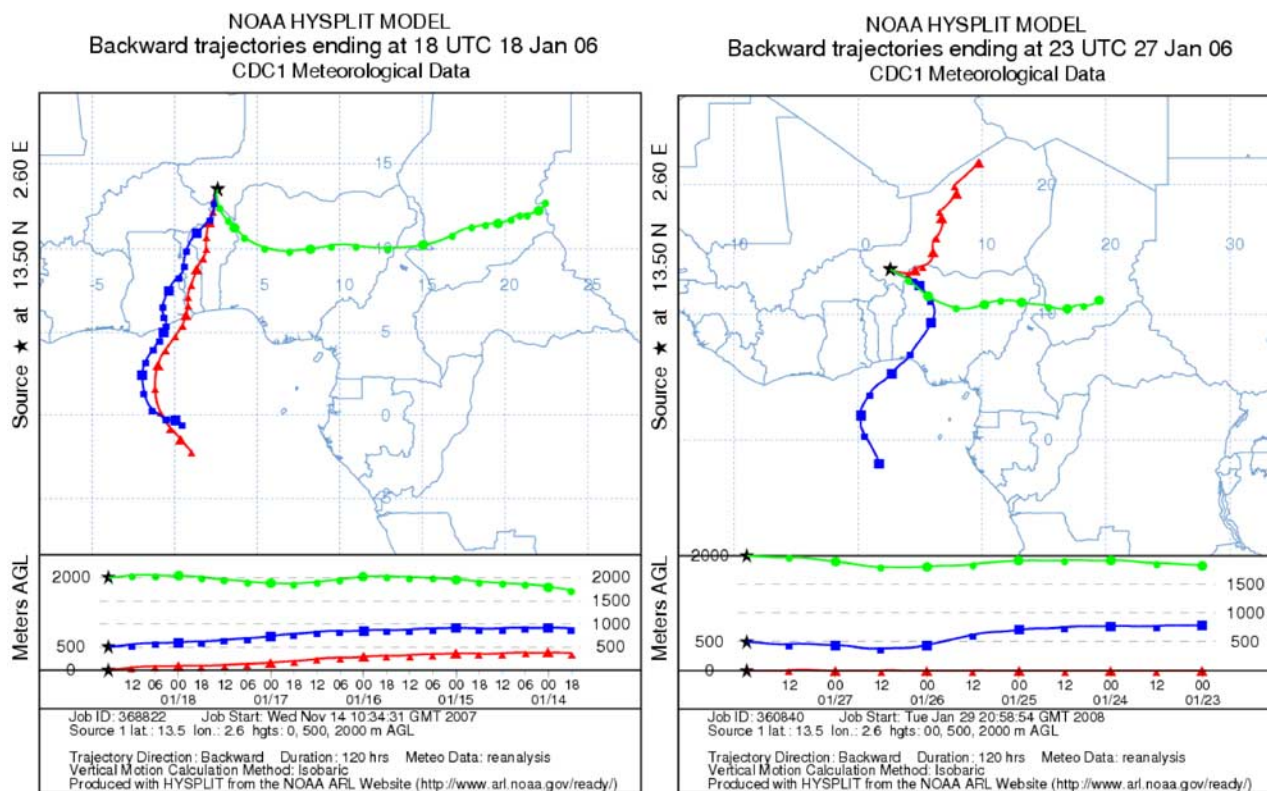 NOAA HYSPLIT MODEL
Backward trajectories ending at 18 UTC 18 Jan 06
CDC1 Meteorological Data
Source ★ at 13.50 N 2.60 E
15
-5
5
10
15
20
25
5
0
-5
Meters AGL
2000
500
0
2000
1500
1000
500
12 06 00 18 12 06 00 18 12 06 00 18 12 06 00 18 12 06 00 18
01/18 01/17 01/16 01/15 01/14
Job ID: 368822 Job Start: Wed Nov 14 10:34:31 GMT 2007
Source 1 lat.: 13.5 lon.: 2.6 hgts: 0, 500, 2000 m AGL
Trajectory Direction: Backward Duration: 120 hrs Meteo Data: reanalysis
Vertical Motion Calculation Method: Isobaric
Produced with HYSPLIT from the NOAA ARL Website (http://www.arl.noaa.gov/ready/)
NOAA HYSPLIT MODEL
Backward trajectories ending at 23 UTC 27 Jan 06
CDC1 Meteorological Data
Source ★ at 13.50 N 2.60 E
20
-10
0
10
20
30
10
0
Meters AGL
2000
500
0
1500
1000
500
12 00 12 00 12 00 12 00 12 00
01/27 01/26 01/25 01/24 01/23
Job ID: 360840 Job Start: Tue Jan 29 20:58:54 GMT 2008
Source 1 lat.: 13.5 lon.: 2.6 hgts: 00, 500, 2000 m AGL
Trajectory Direction: Backward Duration: 120 hrs Meteo Data: reanalysis
Vertical Motion Calculation Method: Isobaric
Produced with HYSPLIT from the NOAA ARL Website (http://www.arl.noaa.gov/ready/)